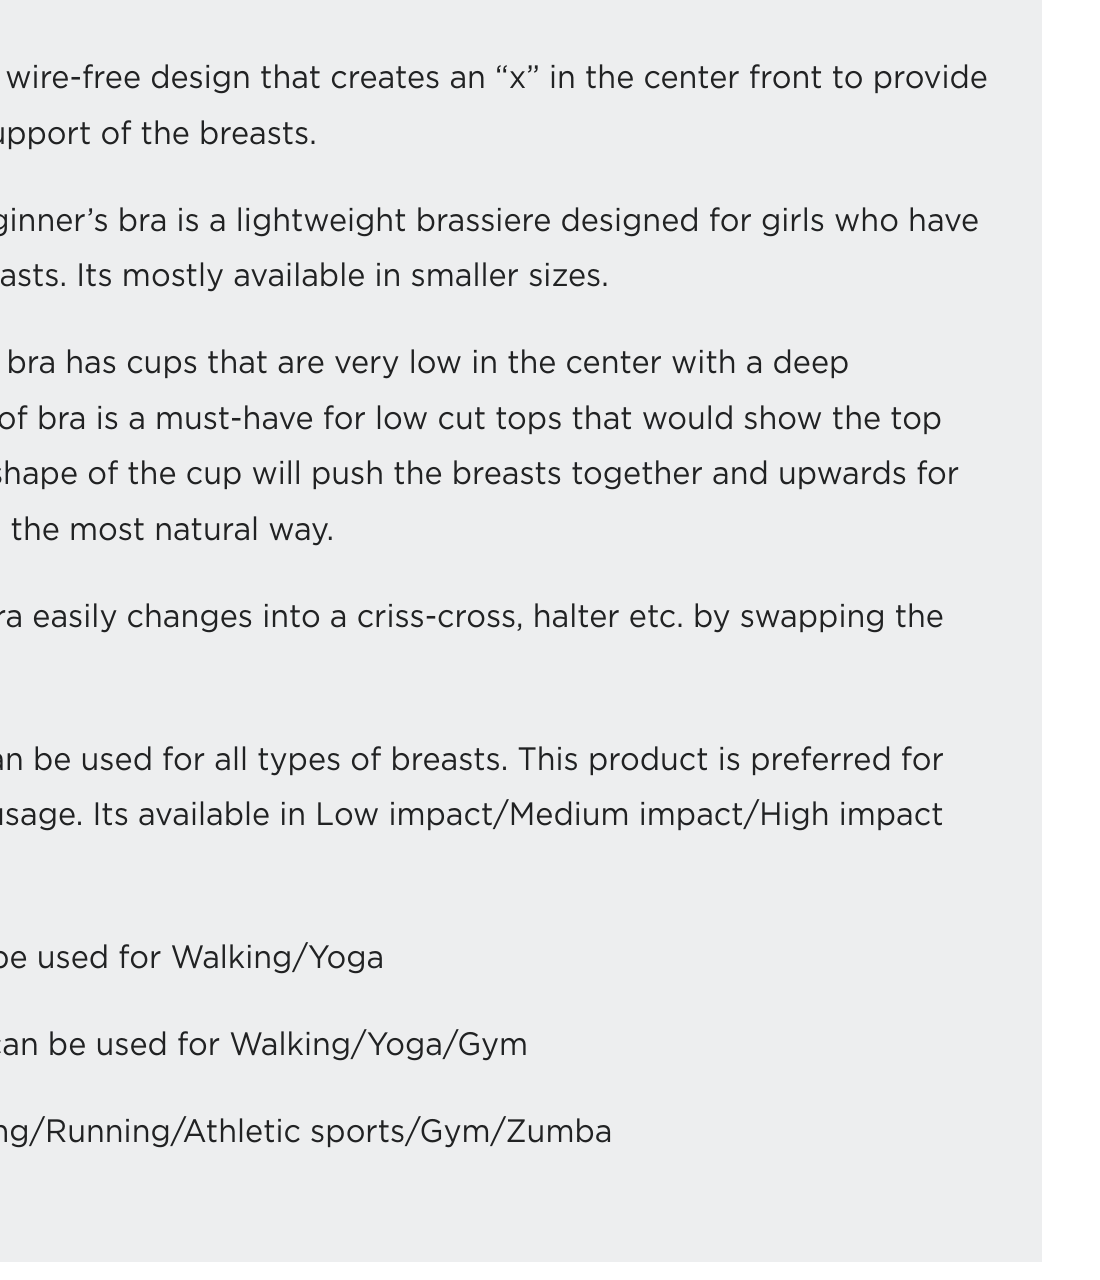 wire-free design that creates an “x” in the center front to provide
support of the breasts.
bra is a lightweight brassiere designed for girls who have
Its mostly available in smaller sizes.
bra has cups that are very low in the center with a deep
of bra is a must-have for low cut tops that would show the top
shape of the cup will push the breasts together and upwards for
the most natural way.
easily changes into a criss-cross, halter etc. by swapping the
be used for all types of breasts. This product is preferred for
usage. Its available in Low impact/Medium impact/High impact
be used for Walking/Yoga
can be used for Walking/Yoga/Gym
/Running/Athletic sports/Gym/Zumba